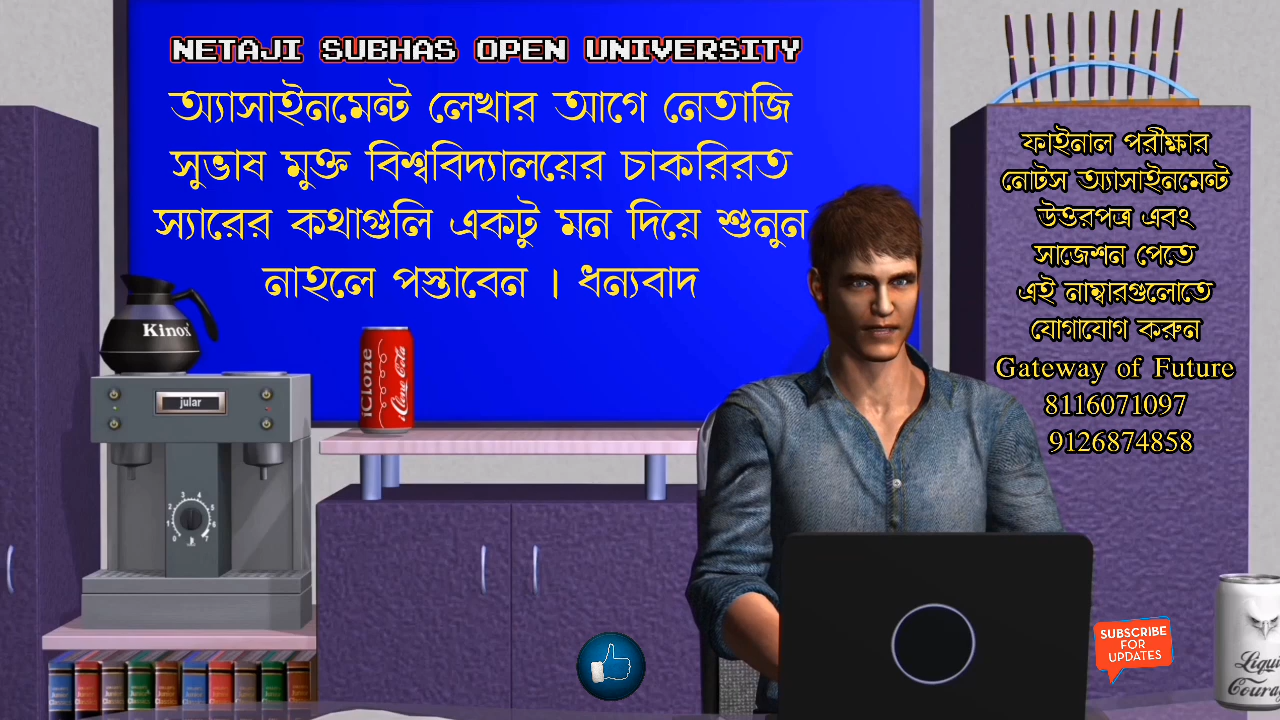 NETAJI SUBHAS OPEN UNIVERSITY
অ্যাসাইনমেন্ট লেখার আগে নেতাজি
সুভাষ মুক্ত বিশ্ববিদ্যালয়ের চাকরিরত
স্যারের কথাগুলি একটু মন দিয়ে শুনুন
নাহলে পস্তাবেন । ধন্যবাদ
ফাইনাল পরীক্ষার
নোটস অ্যাসাইনমেন্ট
উত্তরপত্র এবং
সাজেশন পেতে
এই নাম্বারগুলোতে
যোগাযোগ করুন
Gateway of Future
8116071097
9126874858
Kinox
jular
iClone
iClone Cola
SUBSCRIBE
FOR
UPDATES